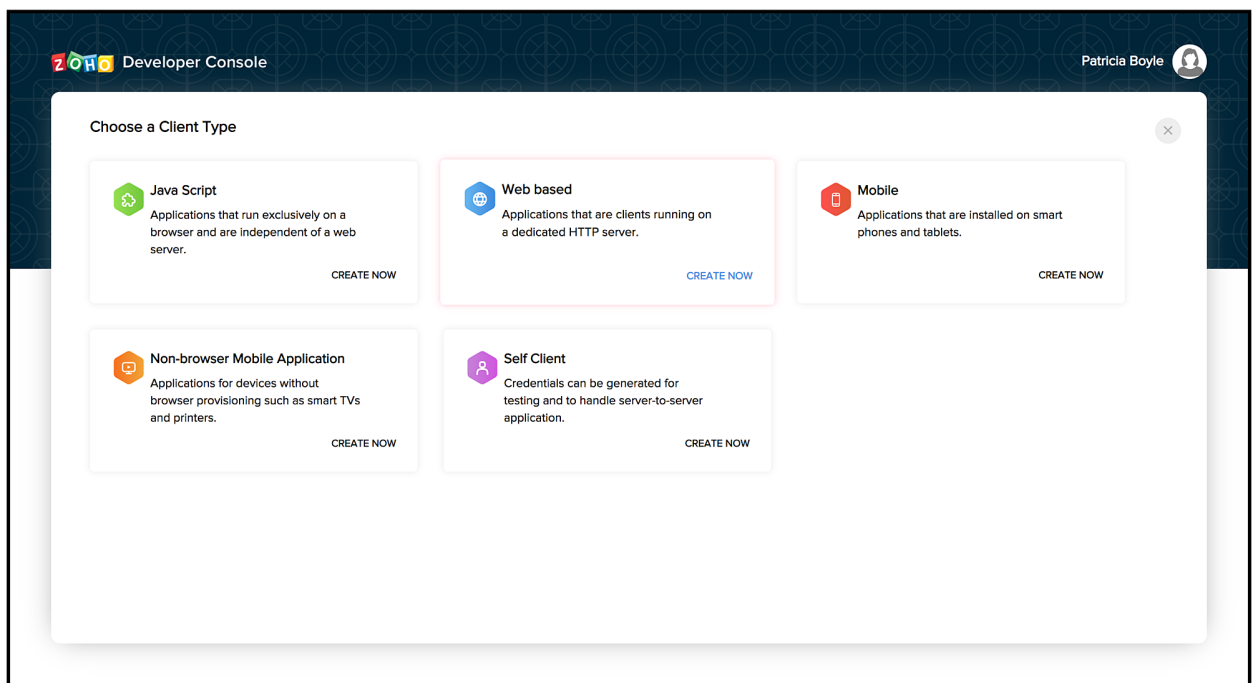 ZOHO Developer Console
Patricia Boyle
Choose a Client Type
Java Script
Applications that run exclusively on a
browser and are independent of a web
server.
CREATE NOW
Web based
Applications that are clients running on
a dedicated HTTP server.
CREATE NOW
Mobile
Applications that are installed on smart
phones and tablets.
CREATE NOW
Non-browser Mobile Application
Applications for devices without
browser provisioning such as smart TVs
and printers.
CREATE NOW
Self Client
Credentials can be generated for
testing and to handle server-to-server
application.
CREATE NOW